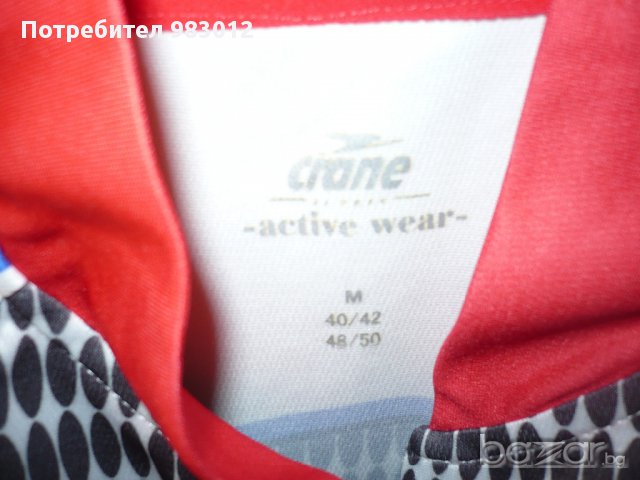 Потребител 983012
crane
-active wear-
M
40/42
48/50
bazar.bg